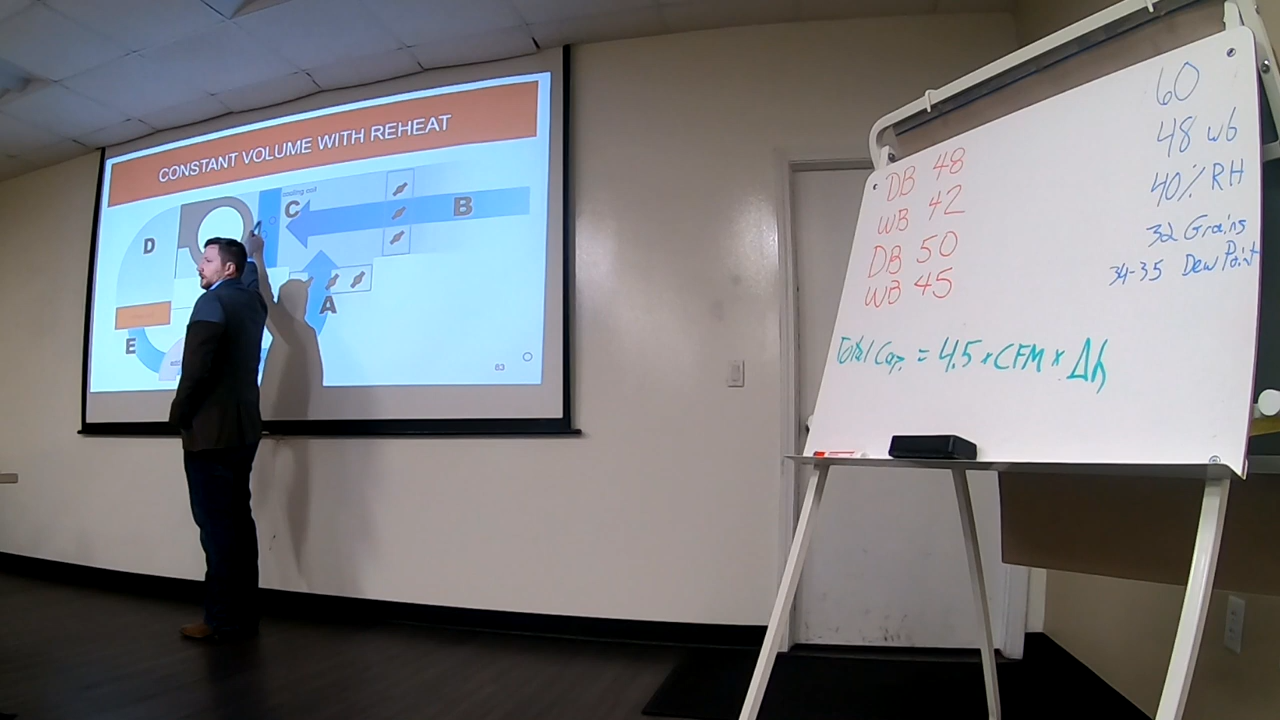 CONSTANT VOLUME WITH REHEAT
cooling coil
C
B
D
A
E
63
60
48 wb
40% RH
32 Grains
34-35 Dew Point
DB 48
WB 42
DB 50
WB 45
Total Cap. = 4.5 * CFM * Δh